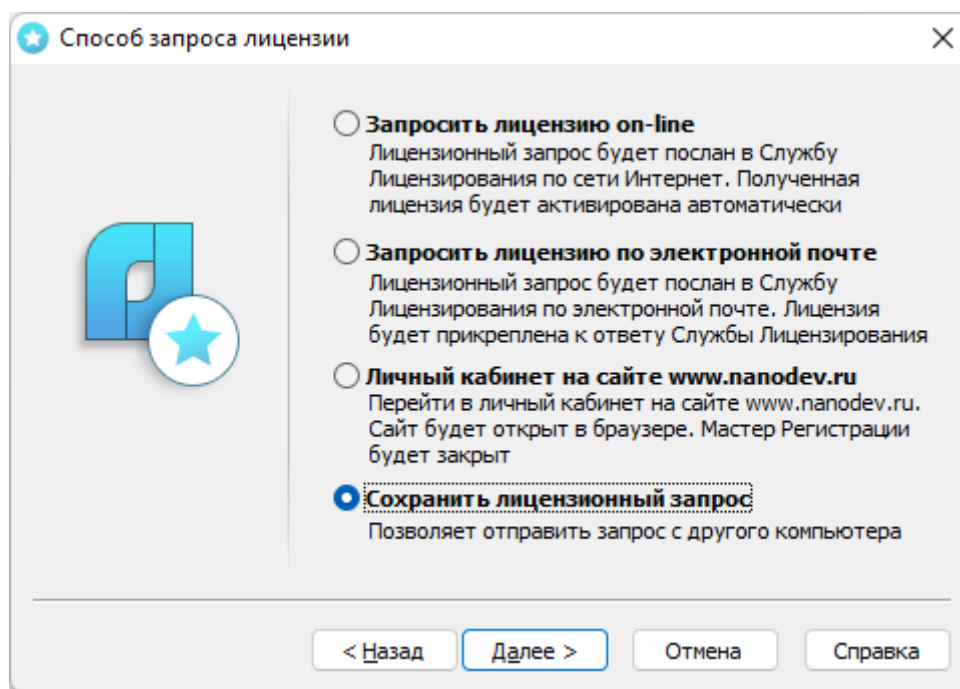 Способ запроса лицензии
Запросить лицензию on-line
Лицензионный запрос будет послан в Службу
Лицензирования по сети Интернет. Полученная
лицензия будет активирована автоматически
Запросить лицензию по электронной почте
Лицензионный запрос будет послан в Службу
Лицензирования по электронной почте. Лицензия
будет прикреплена к ответу Службы Лицензирования
Личный кабинет на сайте www.nanodev.ru
Перейти в личный кабинет на сайте www.nanodev.ru.
Сайт будет открыт в браузере. Мастер Регистрации
будет закрыт
Сохранить лицензионный запрос
Позволяет отправить запрос с другого компьютера
< Назад Далее > Отмена Справка